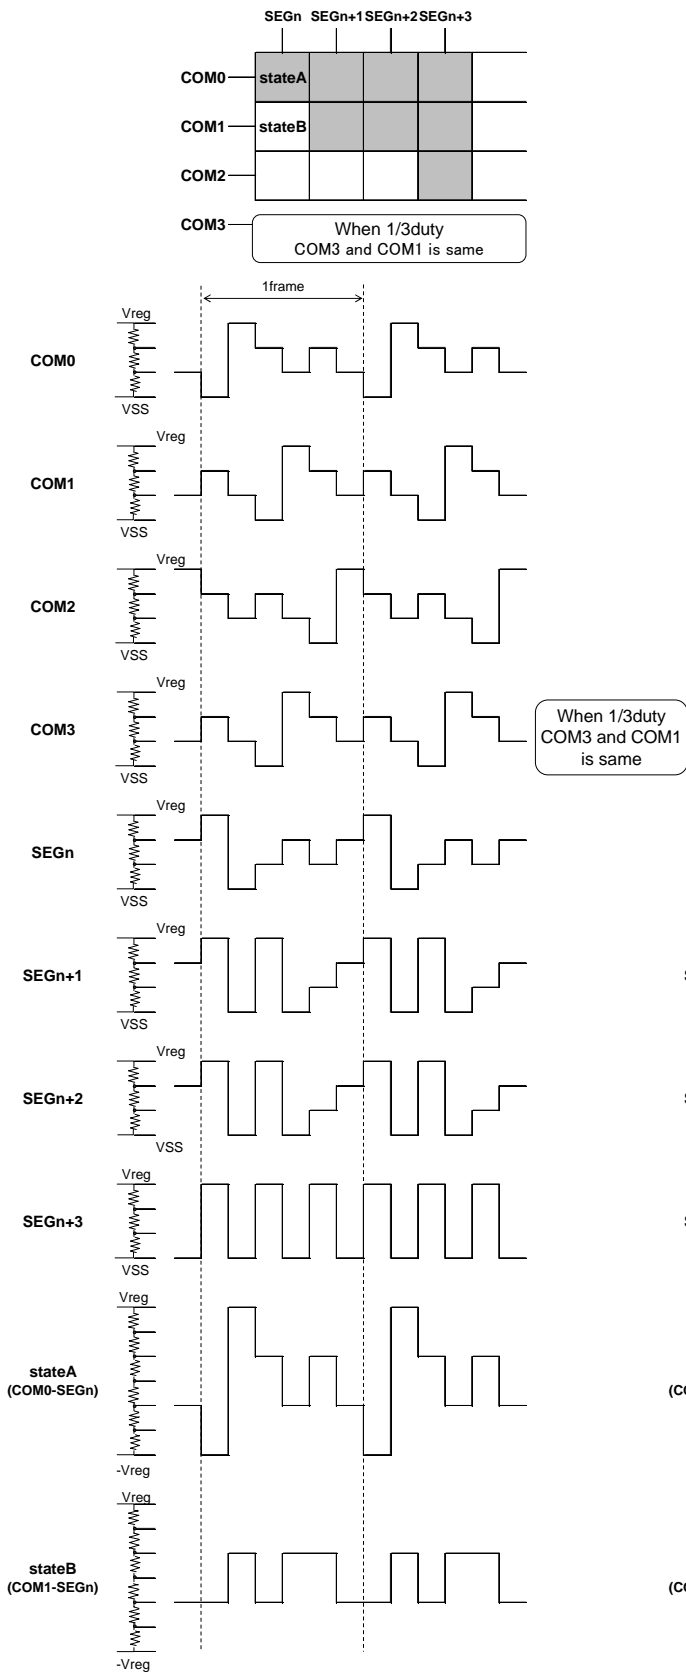 SEGn SEGn+1 SEGn+2 SEGn+3
COM0 stateA
COM1 stateB
COM2
COM3
When 1/3duty
COM3 and COM1 is same
1frame
Vreg
COM0
VSS
Vreg
COM1
VSS
Vreg
COM2
VSS
Vreg
COM3
VSS
When 1/3duty
COM3 and COM1
is same
Vreg
SEGn
VSS
Vreg
SEGn+1
S
VSS
Vreg
SEGn+2
S
VSS
Vreg
SEGn+3
S
VSS
Vreg
stateA
(COM0-SEGn)
(CO
-Vreg
Vreg
stateB
(COM1-SEGn)
(CO
-Vreg